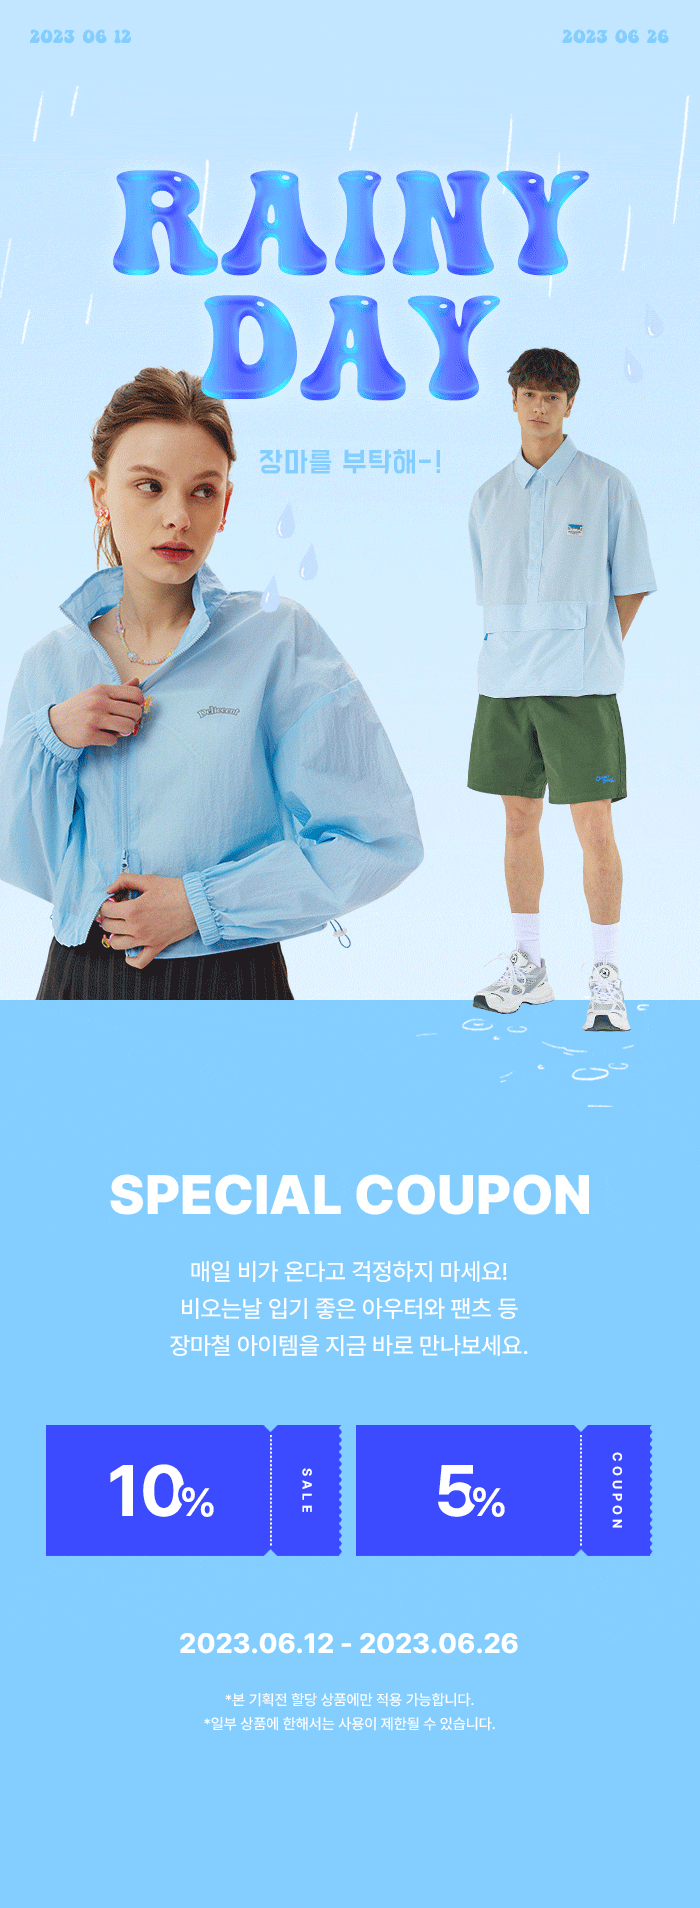 2023 06 12
2023 06 26
RAINY
DAY
장마를 부탁해-!
Deliccent
SPECIAL COUPON
매일 비가 온다고 걱정하지 마세요!
비오는날 입기 좋은 아우터와 팬츠 등
장마철 아이템을 지금 바로 만나보세요.
10%
SALE
5%
COUPON
2023.06.12 - 2023.06.26
*본 기획전 할당 상품에만 적용 가능합니다.
*일부 상품에 한해서는 사용이 제한될 수 있습니다.